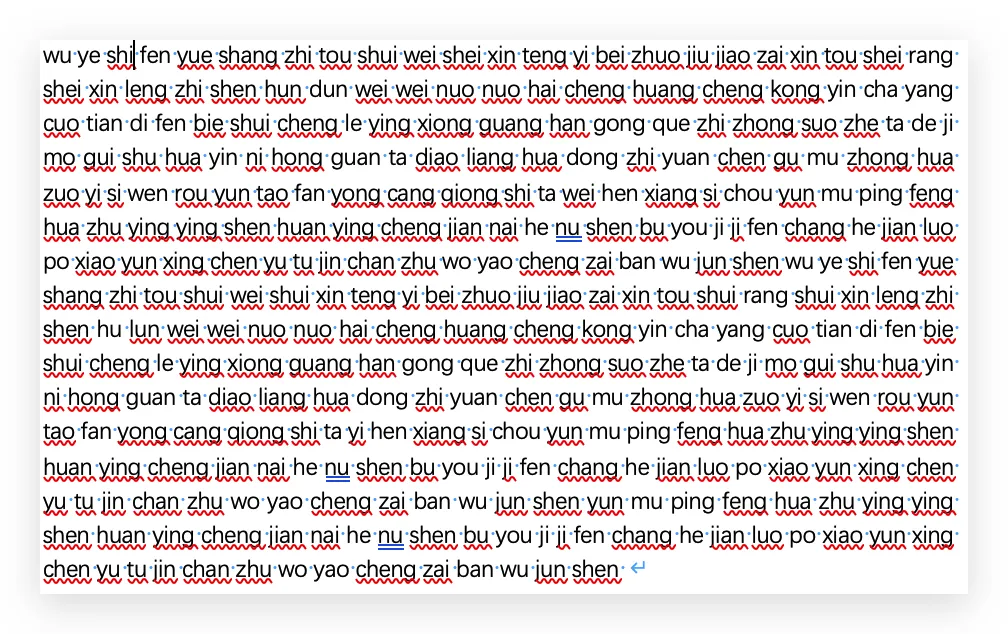 wu ye shi fen yue shang zhi tou shui wei shei xin teng yi bei zhuo jiu jiao zai xin tou shei rang
shei xin leng zhi shen hun dun wei wei nuo nuo hai cheng huang cheng kong yin cha yang
cuo tian di fen bie shui cheng le ying xiong guang han gong que zhi zhong suo zhe ta de ji
mo gui shu hua yin ni hong guan ta diao liang hua dong zhi yuan chen gu mu zhong hua
zuo yi si wen rou yun tao fan yong cang qiong shi ta wei hen xiang si chou yun mu ping feng
hua zhu ying ying shen huan ying cheng jian nai he nu shen bu you ji ji fen chang he jian luo
po xiao yun xing chen yu tu jin chan zhu wo yao cheng zai ban wu jun shen wu ye shi fen yue
shang zhi tou shui wei shui xin teng yi bei zhuo jiu jiao zai xin tou shui rang shui xin leng zhi
shen hu lun wei wei nuo nuo hai cheng huang cheng kong yin cha yang cuo tian di fen bie
shui cheng le ying xiong guang han gong que zhi zhong suo zhe ta de ji mo gui shu hua yin
ni hong guan ta diao liang hua dong zhi yuan chen gu mu zhong hua zuo yi si wen rou yun
tao fan yong cang qiong shi ta yi hen xiang si chou yun mu ping feng hua zhu ying ying shen
huan ying cheng jian nai he nu shen bu you ji ji fen chang he jian luo po xiao yun xing chen
yu tu jin chan zhu wo yao cheng zai ban wu jun shen yun mu ping feng hua zhu ying ying
shen huan ying cheng jian nai he nu shen bu you ji ji fen chang he jian luo po xiao yun xing
chen yu tu jin chan zhu wo yao cheng zai ban wu jun shen